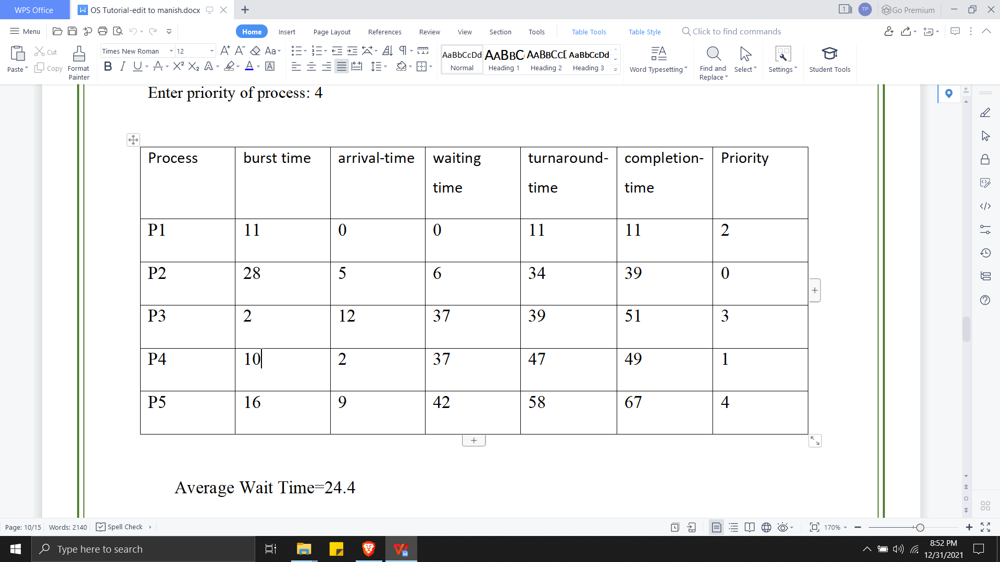 WPS Office
OS Tutorial-edit to manish.docx
1
TP
Go Premium
Menu
Home
Insert
Page Layout
References
Review
View
Section
Tools
Table Tools
Table Style
Click to find commands
Paste
Cut
Copy
Format Painter
Times New Roman
12
AaBbCcDd
Normal
AABBC
Heading 1
AABBCCI
Heading 2
AaBbCcDd
Heading 3
Word Typesetting
Find and Replace
Select
Settings
Student Tools
Enter priority of process: 4
Process burst time arrival-time waiting time turnaround-time completion-time Priority
P1 11 0 0 11 11 2
P2 28 5 6 34 39 0
P3 2 12 37 39 51 3
P4 10 2 37 47 49 1
P5 16 9 42 58 67 4
Average Wait Time=24.4
Page: 10/15
Words: 2140
Spell Check
170%
Type here to search
8:52 PM
12/31/2021